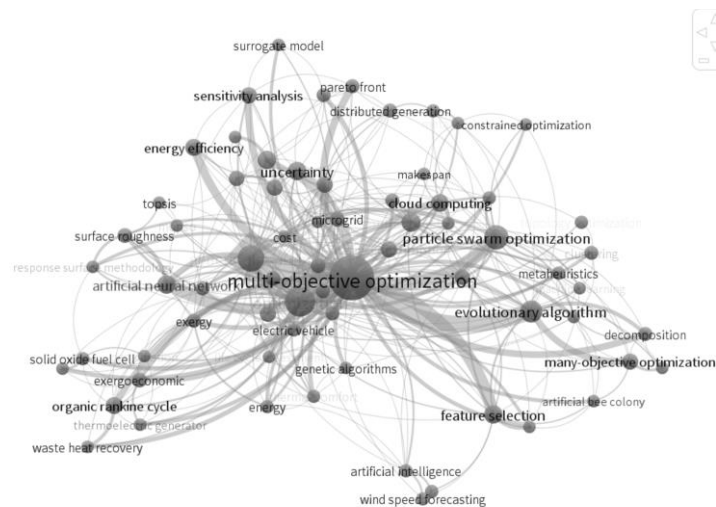 surrogate model
pareto front
sensitivity analysis
distributed generation
constrained optimization
energy efficiency
uncertainty
makespan
topsis
cloud computing
microgrid
surface roughness
cost
particle swarm optimization
response surface methodology
metaheuristics
multi-objective optimization
artificial neural network
evolutionary algorithm
exergy
electric vehicle
decomposition
solid oxide fuel cell
many-objective optimization
genetic algorithms
exergoeconomic
artificial bee colony
organic rankine cycle
energy
feature selection
thermoelectric generator
waste heat recovery
artificial intelligence
wind speed forecasting